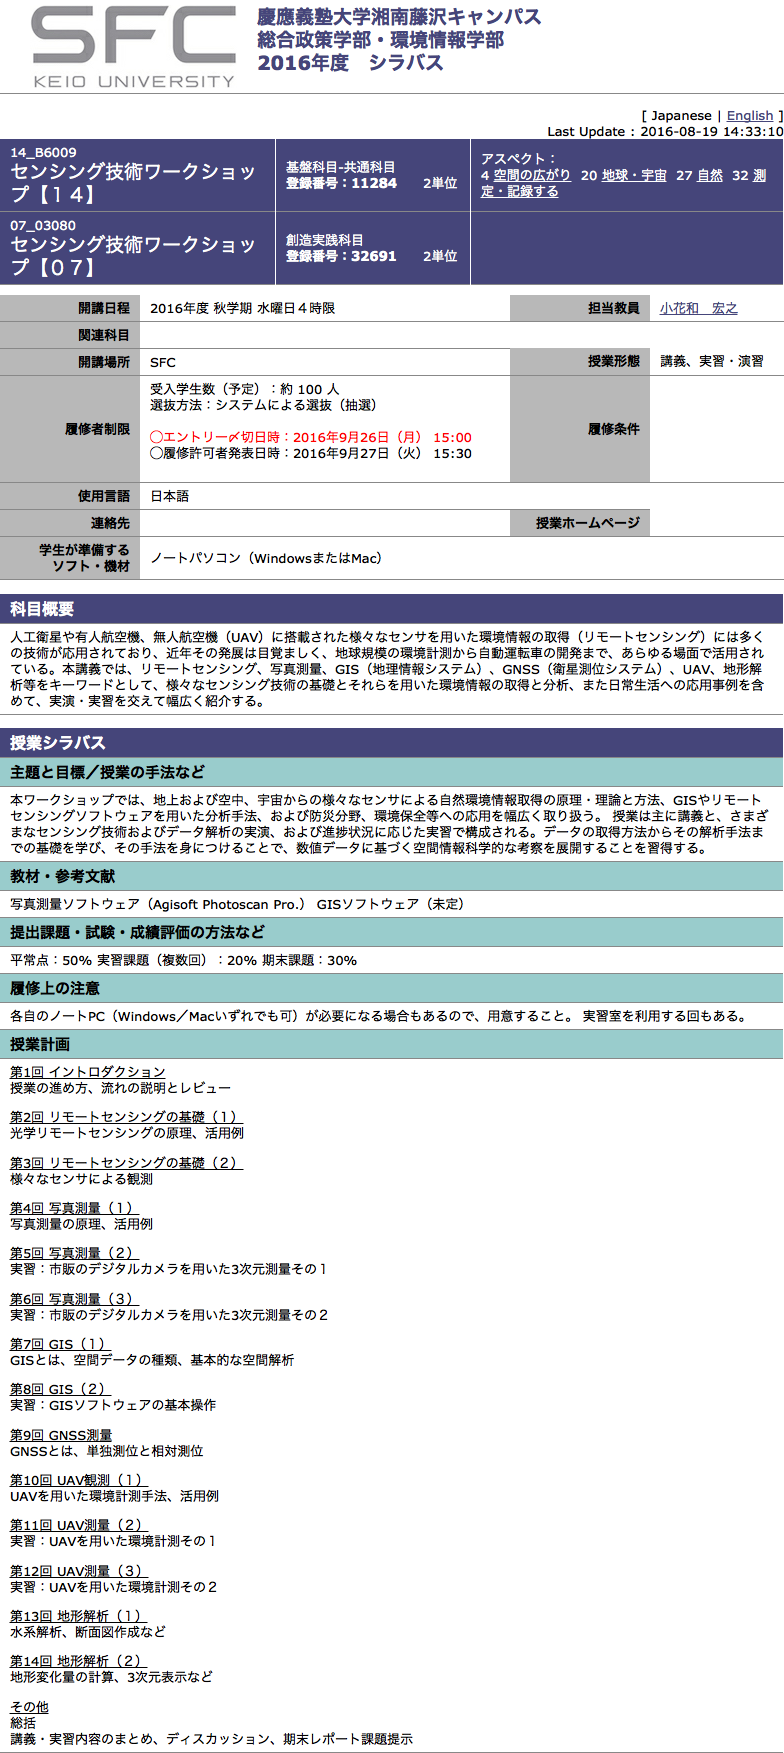 SFC
KEIO UNIVERSITY
慶應義塾大学湘南藤沢キャンパス
総合政策学部・環境情報学部
2016年度　シラバス
[ Japanese | English ]
Last Update : 2016-08-19 14:33:10
14_B6009
センシング技術ワークショッ
プ【１４】
基盤科目-共通科目
登録番号：11284　2単位
アスペクト：
4 空間の広がり 20 地球・宇宙 27 自然 32 測
定・記録する
07_03080
センシング技術ワークショッ
プ【０７】
創造実践科目
登録番号：32691　2単位
開講日程 2016年度 秋学期 水曜日４時限 担当教員 小花和　宏之
関連科目
開講場所 SFC 授業形態 講義、実習・演習
履修者制限
受入学生数（予定）：約 100 人
選抜方法：システムによる選抜（抽選）
◯エントリー〆切日時：2016年9月26日（月） 15:00
◯履修許可者発表日時：2016年9月27日（火） 15:30
履修条件
使用言語 日本語
連絡先 授業ホームページ
学生が準備する
ソフト・機材
ノートパソコン（WindowsまたはMac）
科目概要
人工衛星や有人航空機、無人航空機（UAV）に搭載された様々なセンサを用いた環境情報の取得（リモートセンシング）には多く
の技術が応用されており、近年その発展は目覚ましく、地球規模の環境計測から自動運転車の開発まで、あらゆる場面で活用され
ている。本講義では、リモートセンシング、写真測量、GIS（地理情報システム）、GNSS（衛星測位システム）、UAV、地形解
析等をキーワードとして、様々なセンシング技術の基礎とそれらを用いた環境情報の取得と分析、また日常生活への応用事例を含
めて、実演・実習を交えて幅広く紹介する。
授業シラバス
主題と目標／授業の手法など
本ワークショップでは、地上および空中、宇宙からの様々なセンサによる自然環境情報取得の原理・理論と方法、GISやリモート
センシングソフトウェアを用いた分析手法、および防災分野、環境保全等への応用を幅広く取り扱う。 授業は主に講義と、さまざ
まなセンシング技術およびデータ解析の実演、および進捗状況に応じた実習で構成される。データの取得方法からその解析手法ま
での基礎を学び、その手法を身につけることで、数値データに基づく空間情報科学的な考察を展開することを習得する。
教材・参考文献
写真測量ソフトウェア（Agisoft Photoscan Pro.） GISソフトウェア（未定）
提出課題・試験・成績評価の方法など
平常点：50% 実習課題（複数回）：20% 期末課題：30%
履修上の注意
各自のノートPC（Windows／Macいずれでも可）が必要になる場合もあるので、用意すること。 実習室を利用する回もある。
授業計画
第1回 イントロダクション
授業の進め方、流れの説明とレビュー
第2回 リモートセンシングの基礎（１）
光学リモートセンシングの原理、活用例
第3回 リモートセンシングの基礎（２）
様々なセンサによる観測
第4回 写真測量（１）
写真測量の原理、活用例
第5回 写真測量（２）
実習：市販のデジタルカメラを用いた3次元測量その１
第6回 写真測量（３）
実習：市販のデジタルカメラを用いた3次元測量その２
第7回 GIS（１）
GISとは、空間データの種類、基本的な空間解析
第8回 GIS（２）
実習：GISソフトウェアの基本操作
第9回 GNSS測量
GNSSとは、単独測位と相対測位
第10回 UAV観測（１）
UAVを用いた環境計測手法、活用例
第11回 UAV測量（２）
実習：UAVを用いた環境計測その１
第12回 UAV測量（３）
実習：UAVを用いた環境計測その２
第13回 地形解析（１）
水系解析、断面図作成など
第14回 地形解析（２）
地形変化量の計算、3次元表示など
その他
総括
講義・実習内容のまとめ、ディスカッション、期末レポート課題提示